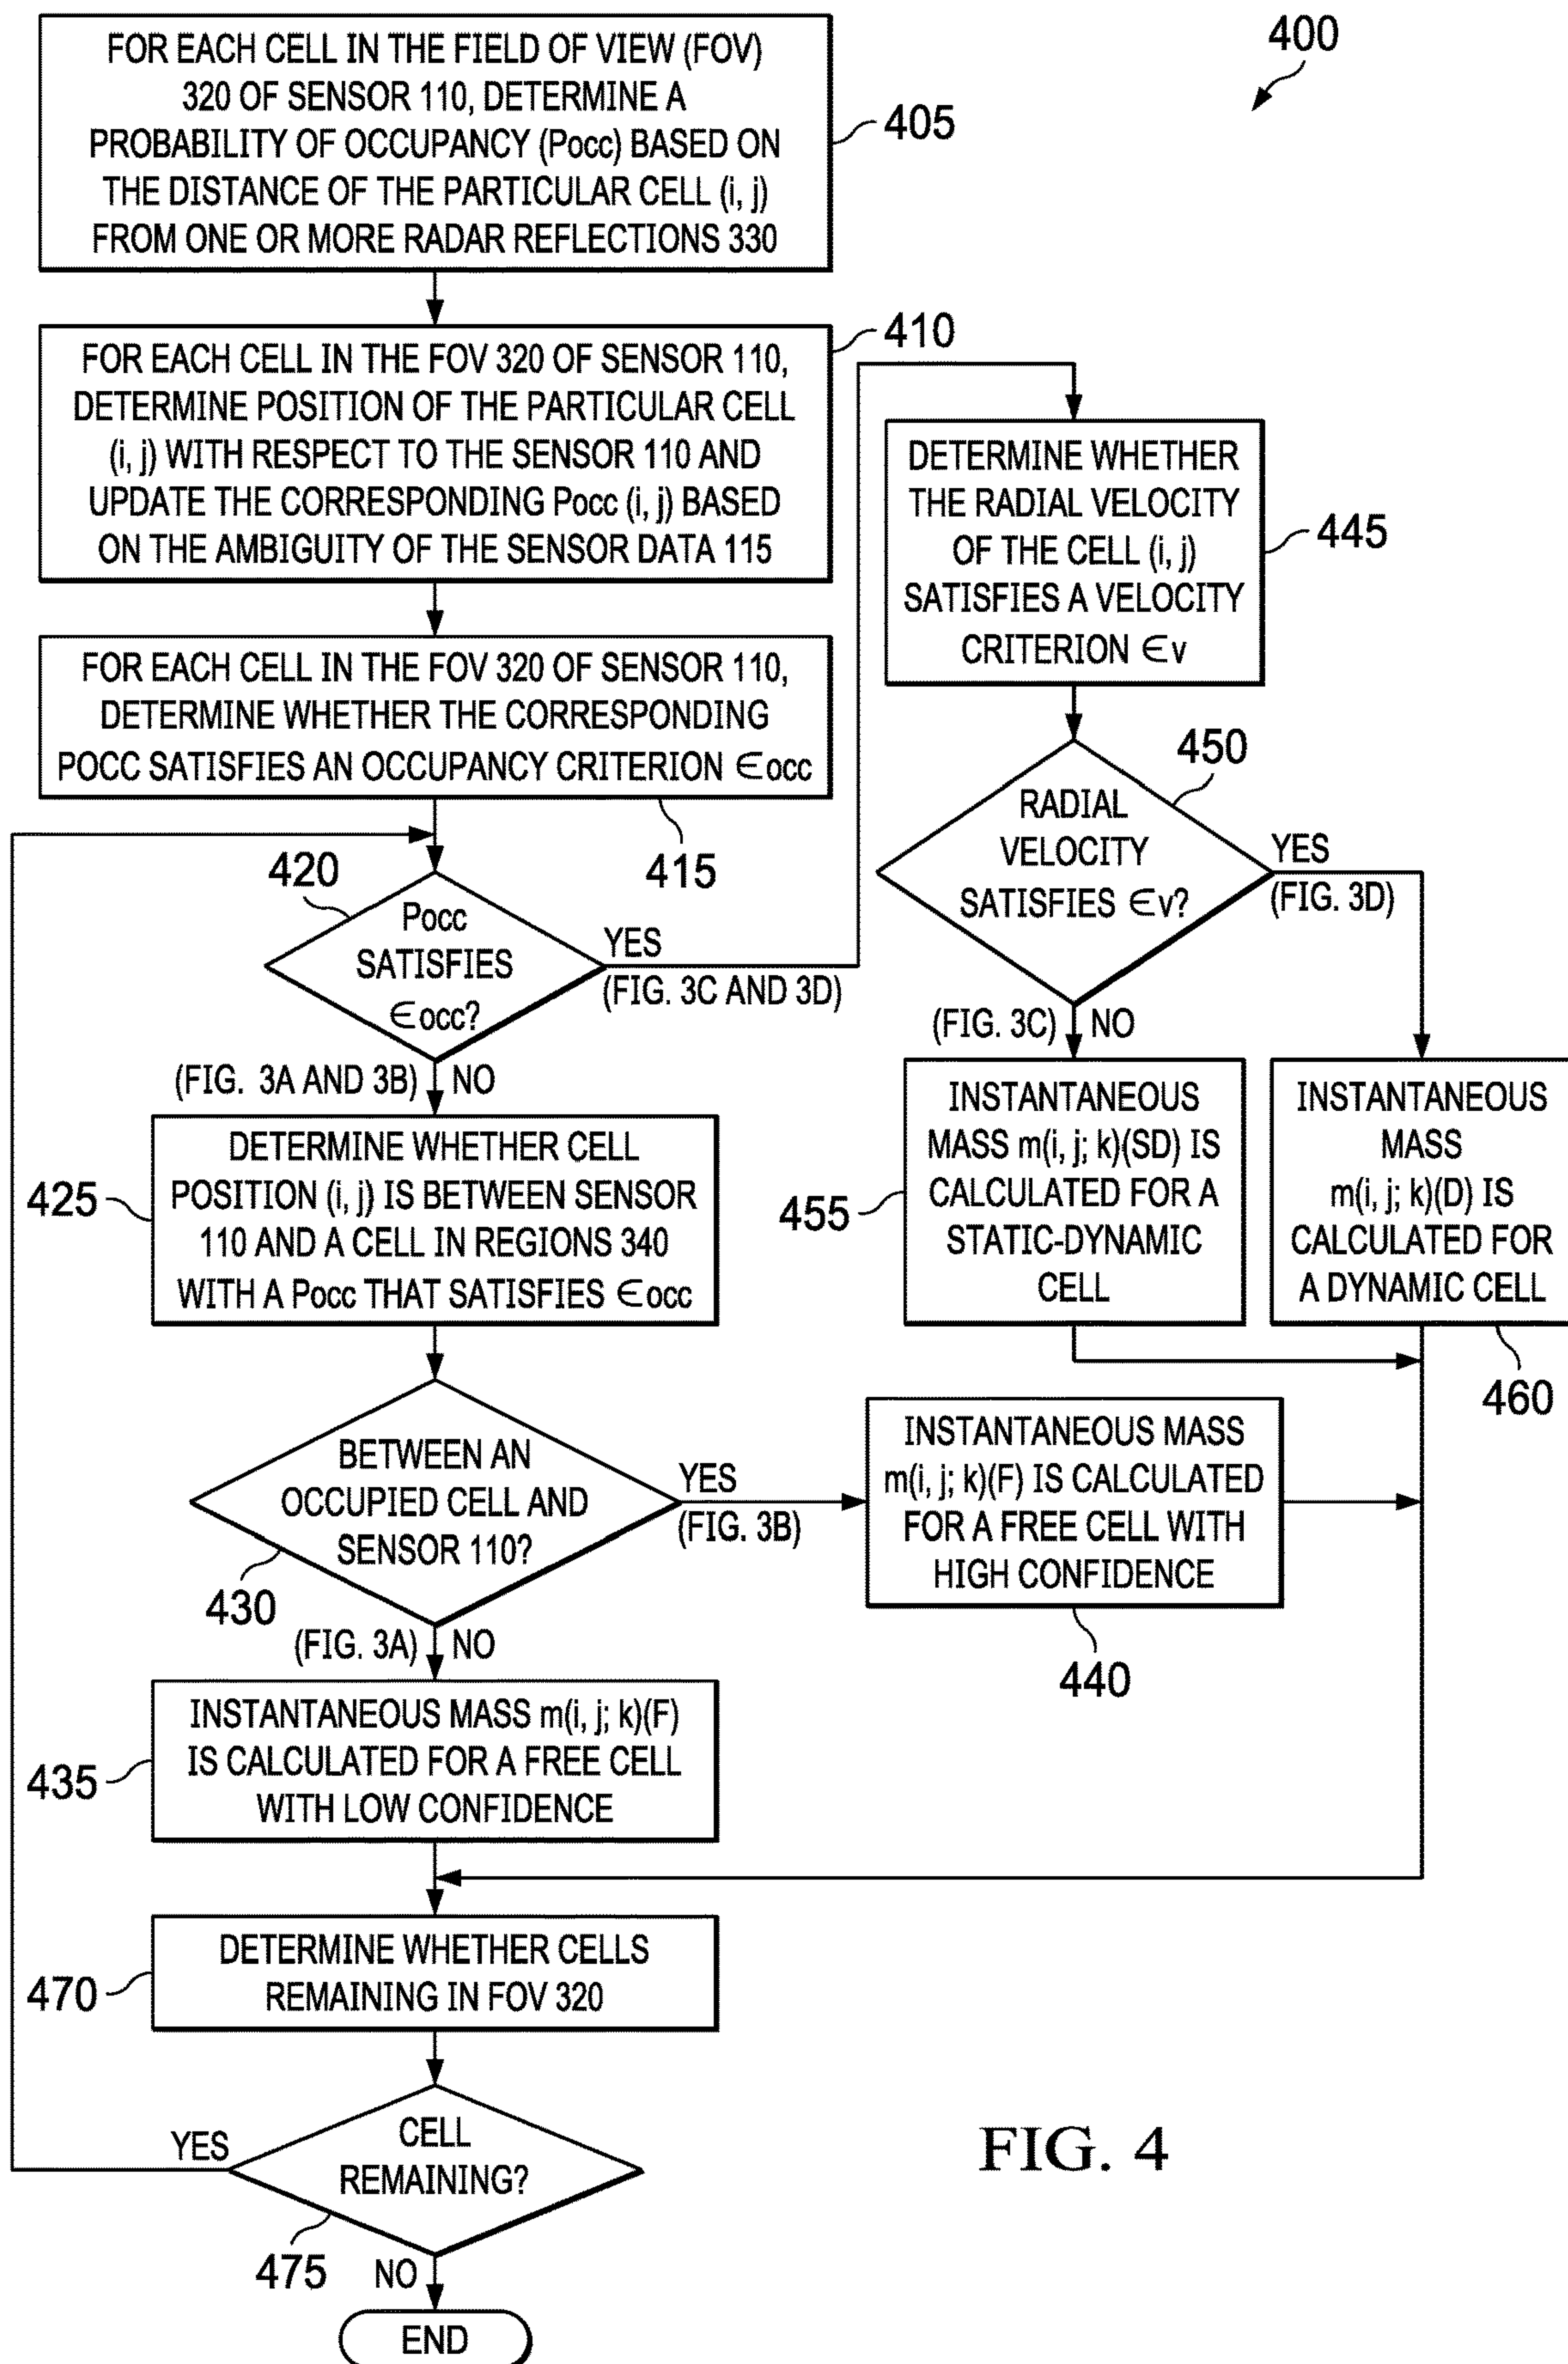 FOR EACH CELL IN THE FIELD OF VIEW (FOV)
320 OF SENSOR 110, DETERMINE A
PROBABILITY OF OCCUPANCY (Pocc) BASED ON
THE DISTANCE OF THE PARTICULAR CELL (i, j)
FROM ONE OR MORE RADAR REFLECTIONS 330
405
400
FOR EACH CELL IN THE FOV 320 OF SENSOR 110,
DETERMINE POSITION OF THE PARTICULAR CELL
(i, j) WITH RESPECT TO THE SENSOR 110 AND
UPDATE THE CORRESPONDING Pocc (i, j) BASED
ON THE AMBIGUITY OF THE SENSOR DATA 115
410
FOR EACH CELL IN THE FOV 320 OF SENSOR 110,
DETERMINE WHETHER THE CORRESPONDING
POCC SATISFIES AN OCCUPANCY CRITERION ∈occ
415
420
Pocc
SATISFIES
∈occ?
YES
(FIG. 3C AND 3D)
(FIG. 3A AND 3B)
NO
DETERMINE WHETHER
THE RADIAL VELOCITY
OF THE CELL (i, j)
SATISFIES A VELOCITY
CRITERION ∈v
445
450
RADIAL
VELOCITY
SATISFIES ∈v?
YES
(FIG. 3D)
(FIG. 3C)
NO
INSTANTANEOUS
MASS m(i, j; k)(SD) IS
CALCULATED FOR A
STATIC-DYNAMIC
CELL
455
INSTANTANEOUS
MASS
m(i, j; k)(D) IS
CALCULATED FOR
A DYNAMIC CELL
460
DETERMINE WHETHER CELL
POSITION (i, j) IS BETWEEN SENSOR
110 AND A CELL IN REGIONS 340
WITH A Pocc THAT SATISFIES ∈occ
425
BETWEEN AN
OCCUPIED CELL AND
SENSOR 110?
430
YES
(FIG. 3B)
INSTANTANEOUS MASS
m(i, j; k)(F) IS CALCULATED
FOR A FREE CELL WITH
HIGH CONFIDENCE
440
(FIG. 3A)
NO
INSTANTANEOUS MASS m(i, j; k)(F)
IS CALCULATED FOR A FREE CELL
WITH LOW CONFIDENCE
435
DETERMINE WHETHER CELLS
REMAINING IN FOV 320
470
CELL
REMAINING?
YES
475
NO
END
FIG. 4